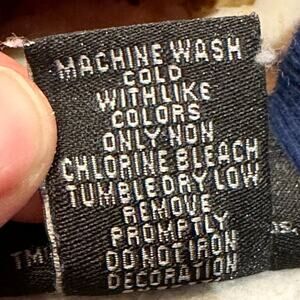 MACHINE WASH
COLD
WITH LIKE
COLORS
ONLY NON
CHLORINE BLEACH
TUMBLE DRY LOW
REMOVE
PROMPTLY
DO NOT IRON
DECORATION